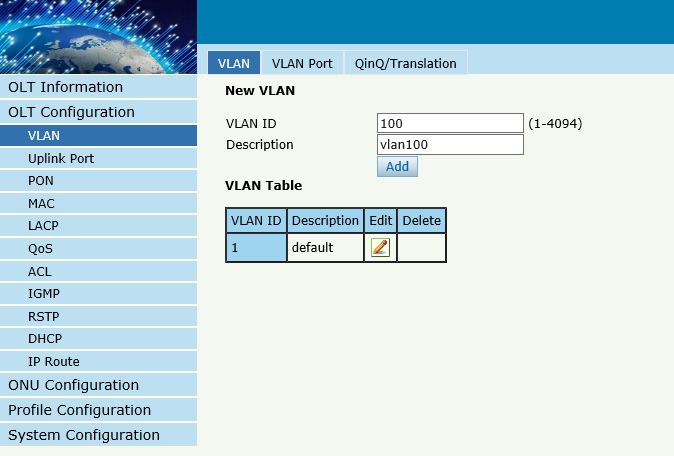 VLAN VLAN Port QinQ/Translation
OLT Information
OLT Configuration
VLAN
Uplink Port
PON
MAC
LACP
QoS
ACL
IGMP
RSTP
DHCP
IP Route
ONU Configuration
Profile Configuration
System Configuration
New VLAN
VLAN ID 100 (1-4094)
Description vlan100
Add
VLAN Table
VLAN ID Description Edit Delete
1 default